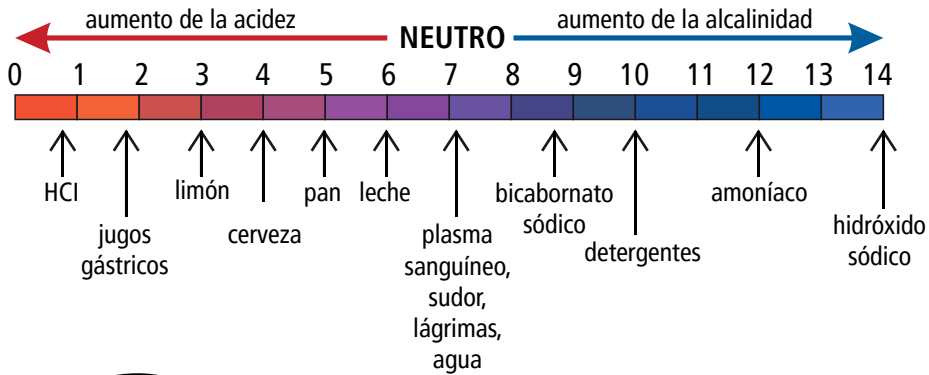 aumento de la acidez
NEUTRO
aumento de la alcalinidad
0 1 2 3 4 5 6 7 8 9 10 11 12 13 14
HCI
jugos
gástricos
limón
cerveza
pan
leche
plasma
sanguíneo,
sudor,
lágrimas,
agua
bicabornato
sódico
detergentes
amoníaco
hidróxido
sódico